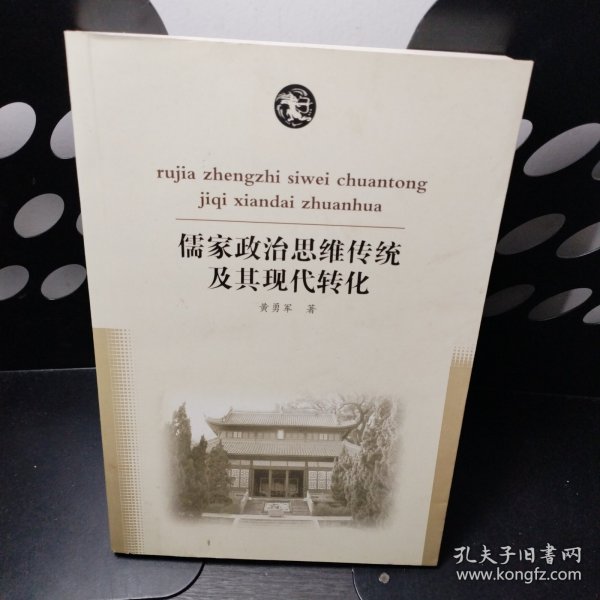 rujia zhengzhi siwei chuantong
jiqi xiandai zhuanhua
儒家政治思维传统
及其现代转化
黄勇军 著
孔夫子旧書网
www.kongfz.com